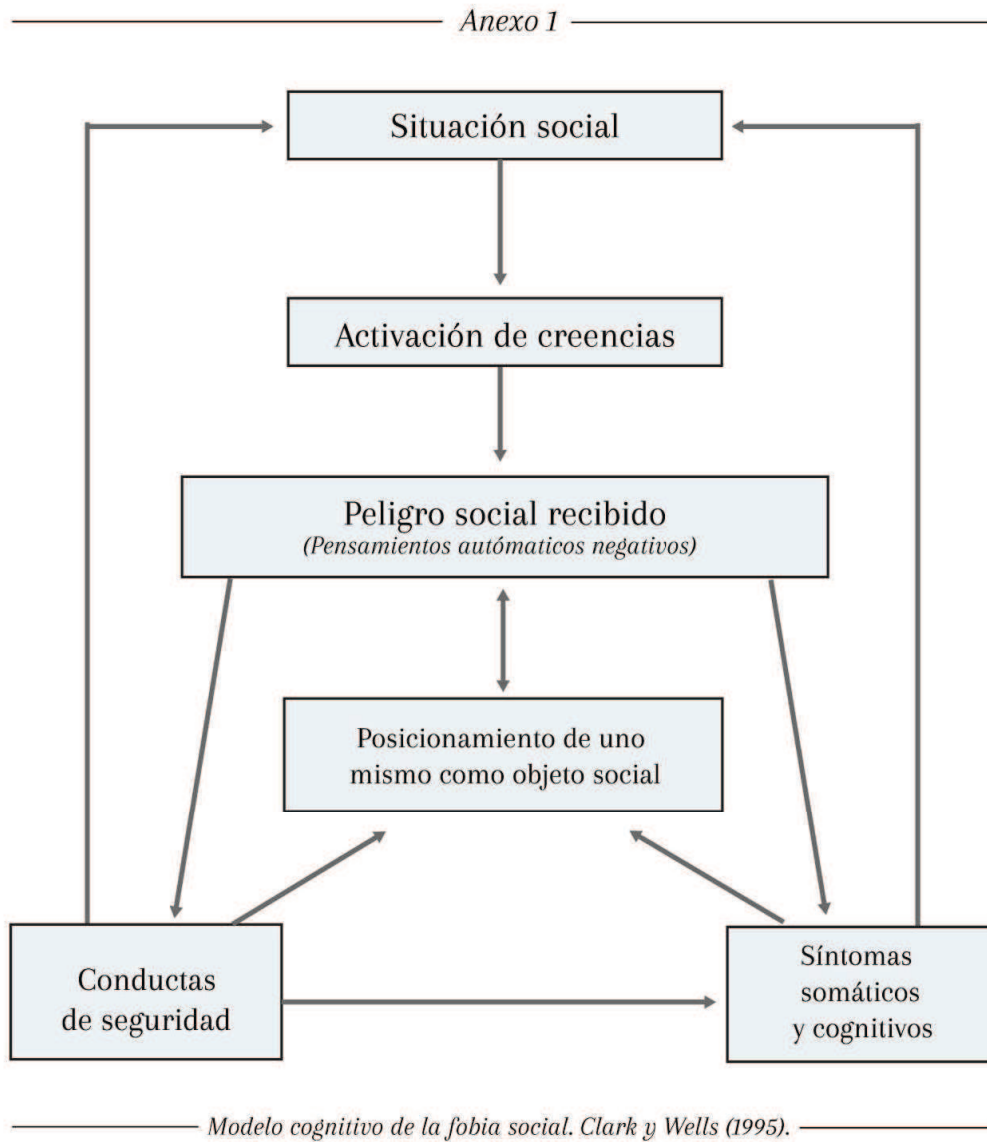 Anexo 1
Situación social
Activación de creencias
Peligro social recibido
(Pensamientos autómaticos negativos)
Posicionamiento de uno
mismo como objeto social
Conductas
de seguridad
Síntomas
somáticos
y cognitivos
Modelo cognitivo de la fobia social. Clark y Wells (1995).